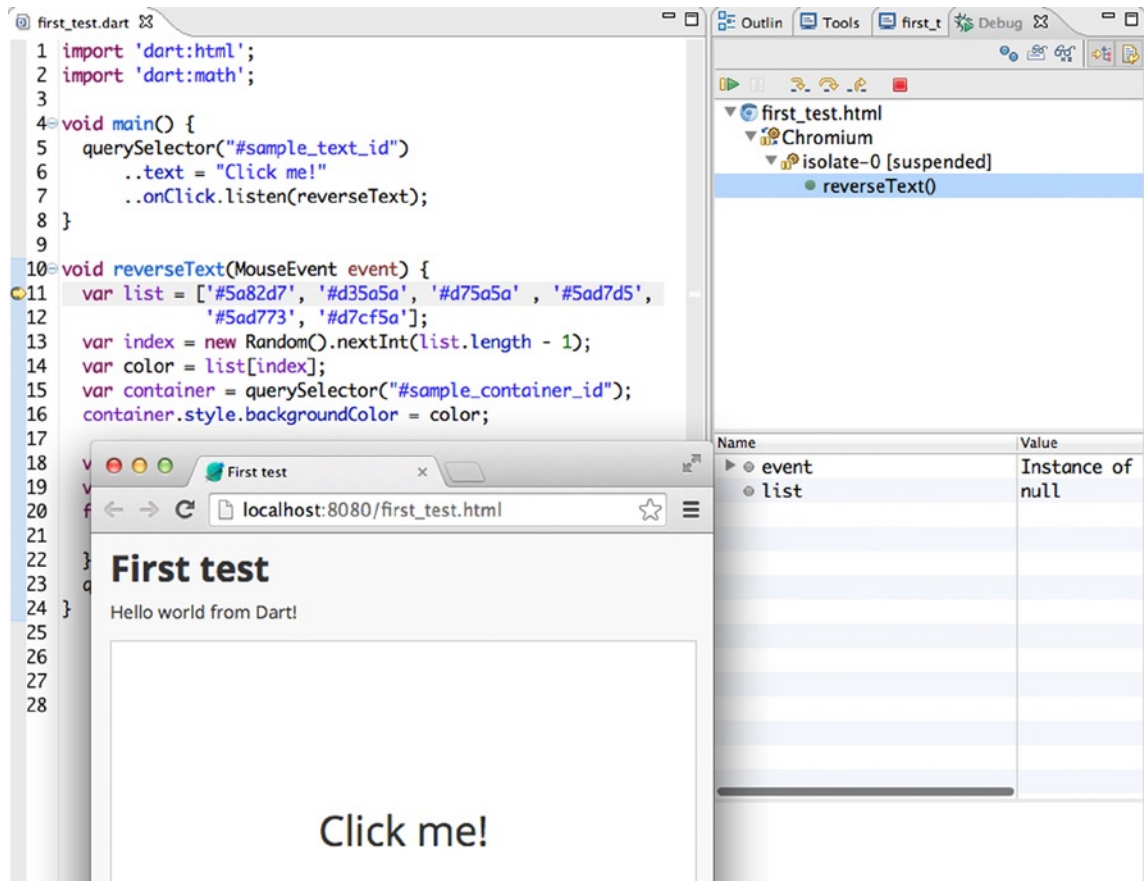 first_test.dart
1 import 'dart:html';
2 import 'dart:math';
3
4 void main() {
5 querySelector("#sample_text_id")
6 ..text = "Click me!"
7 ..onClick.listen(reverseText);
8 }
9
10 void reverseText(MouseEvent event) {
11 var list = ['#5a82d7', '#d35a5a', '#d75a5a' , '#5ad7d5',
12 '#5ad773', '#d7cf5a'];
13 var index = new Random().nextInt(list.length - 1);
14 var color = list[index];
15 var container = querySelector("#sample_container_id");
16 container.style.backgroundColor = color;
17
18 v
19 v
20 f
21
22 }
23 q
24 }
25
26
27
28
Outlin Tools first_t Debug
first_test.html
Chromium
isolate-0 [suspended]
reverseText()
Name Value
event Instance of
list null
First test
localhost:8080/first_test.html
First test
Hello world from Dart!
Click me!